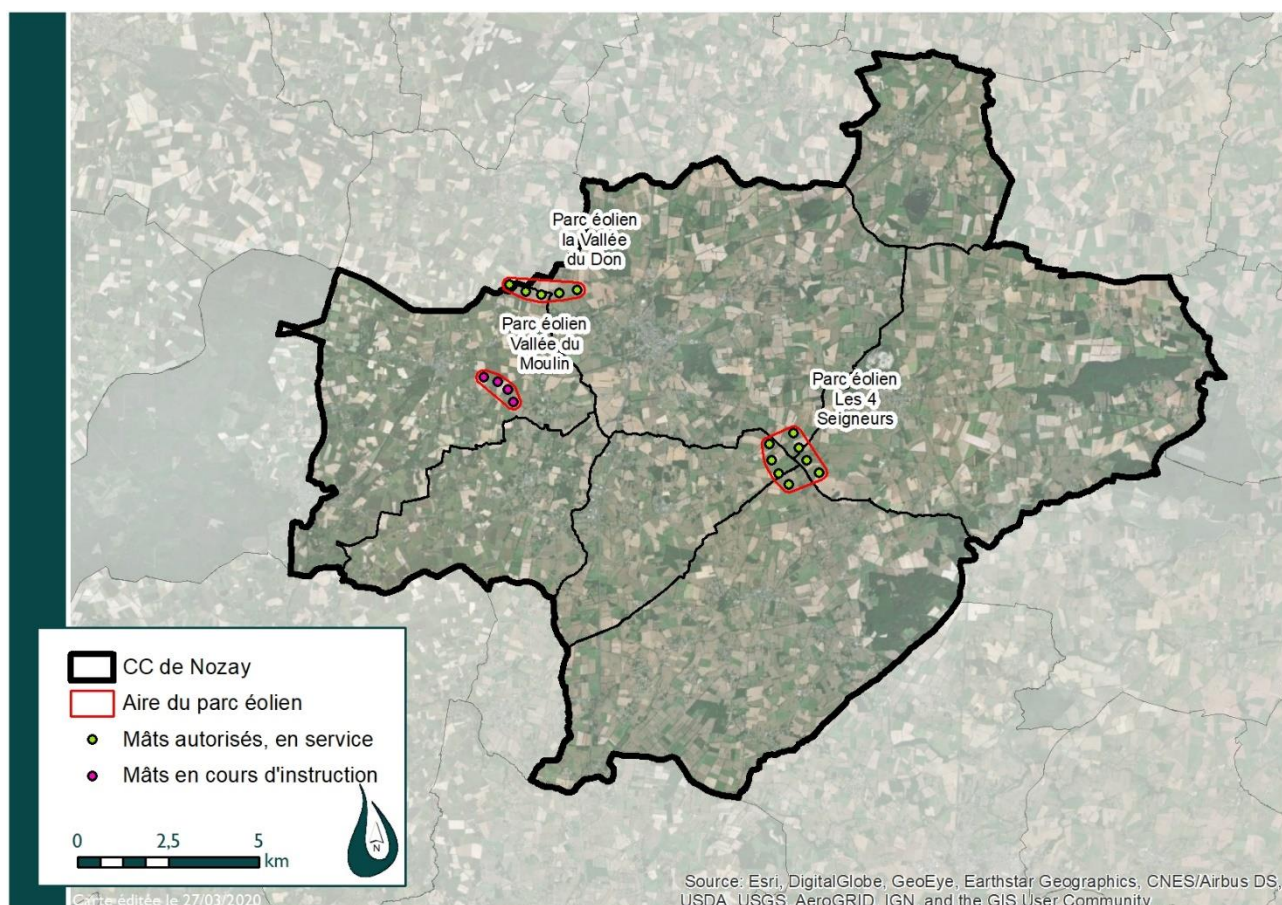 Parc éolien
la Vallée
du Don
Parc éolien
Vallée du
Moulin
Parc éolien
Les 4
Seigneurs
CC de Nozay
Aire du parc éolien
Mâts autorisés, en service
Mâts en cours d'instruction
0 2,5 5
km
N
Carte éditée le 27/03/2020
Source: Esri, DigitalGlobe, GeoEye, Earthstar Geographics, CNES/Airbus DS,
USDA, USGS, AeroGRID, IGN, and the GIS User Community